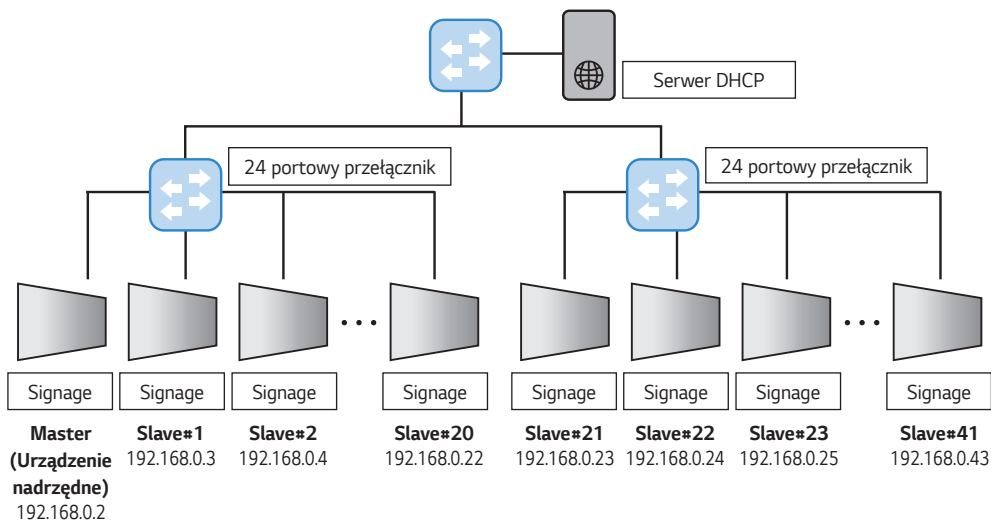 Serwer DHCP
24 portowy przełącznik
24 portowy przełącznik
Signage
Signage
Signage
Signage
Signage
Signage
Signage
Signage
Master
(Urządzenie
nadrzędne)
192.168.0.2
Slave#1
192.168.0.3
Slave#2
192.168.0.4
Slave#20
192.168.0.22
Slave#21
192.168.0.23
Slave#22
192.168.0.24
Slave#23
192.168.0.25
Slave#41
192.168.0.43